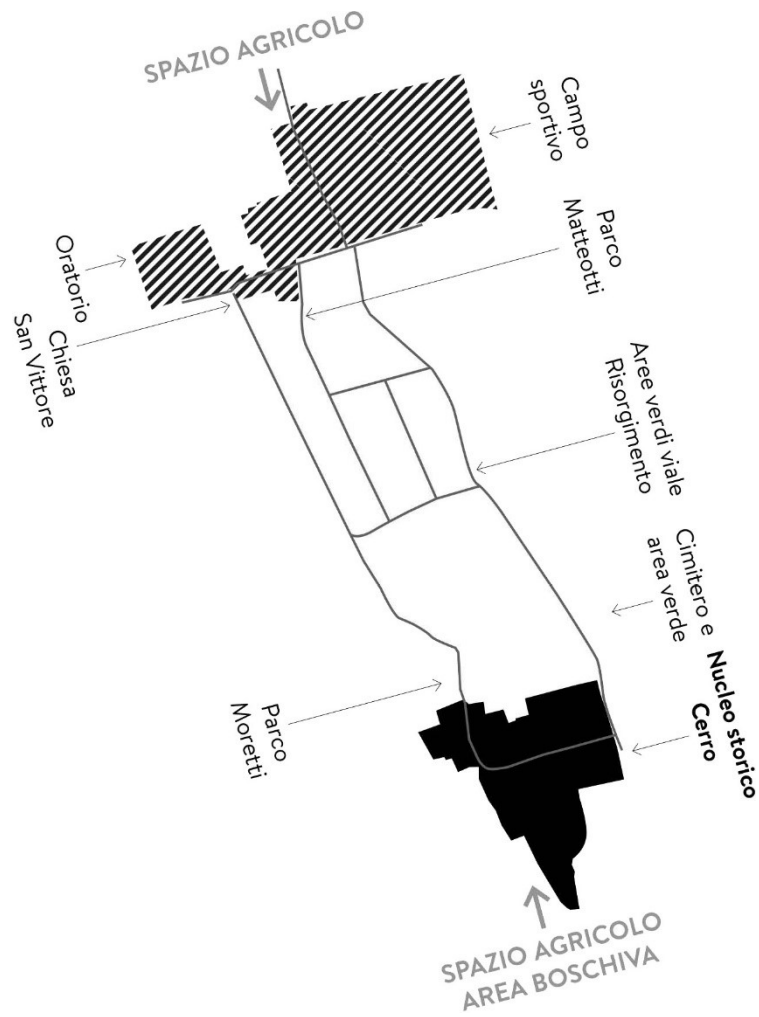 SPAZIO AGRICOLO
Campo
sportivo
Parco
Matteotti
Oratorio
Chiesa
San Vittore
Aree verdi viale
Risorgimento
Cimitero e
area verde
Nucleo storico
Cerro
Parco
Moretti
SPAZIO AGRICOLO
AREA BOSCHIVA